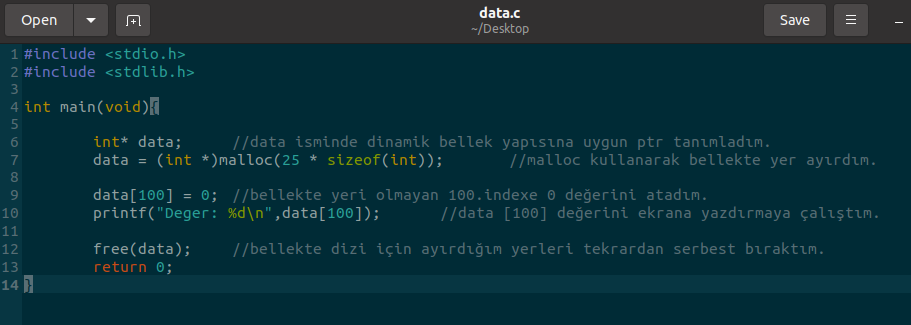 Open
data.c
~/Desktop
Save
1 #include <stdio.h>
2 #include <stdlib.h>
3
4 int main(void){
5
6 int* data; //data isminde dinamik bellek yapısına uygun ptr tanımladım.
7 data = (int *)malloc(25 * sizeof(int)); //malloc kullanarak bellekte yer ayırdım.
8
9 data[100] = 0; //bellekte yeri olmayan 100.indexe 0 değerini atadım.
10 printf("Deger: %d\n",data[100]); //data [100] değerini ekrana yazdırmaya çalıştım.
11
12 free(data); //bellekte dizi için ayırdığım yerleri tekrardan serbest bıraktım.
13 return 0;
14 }